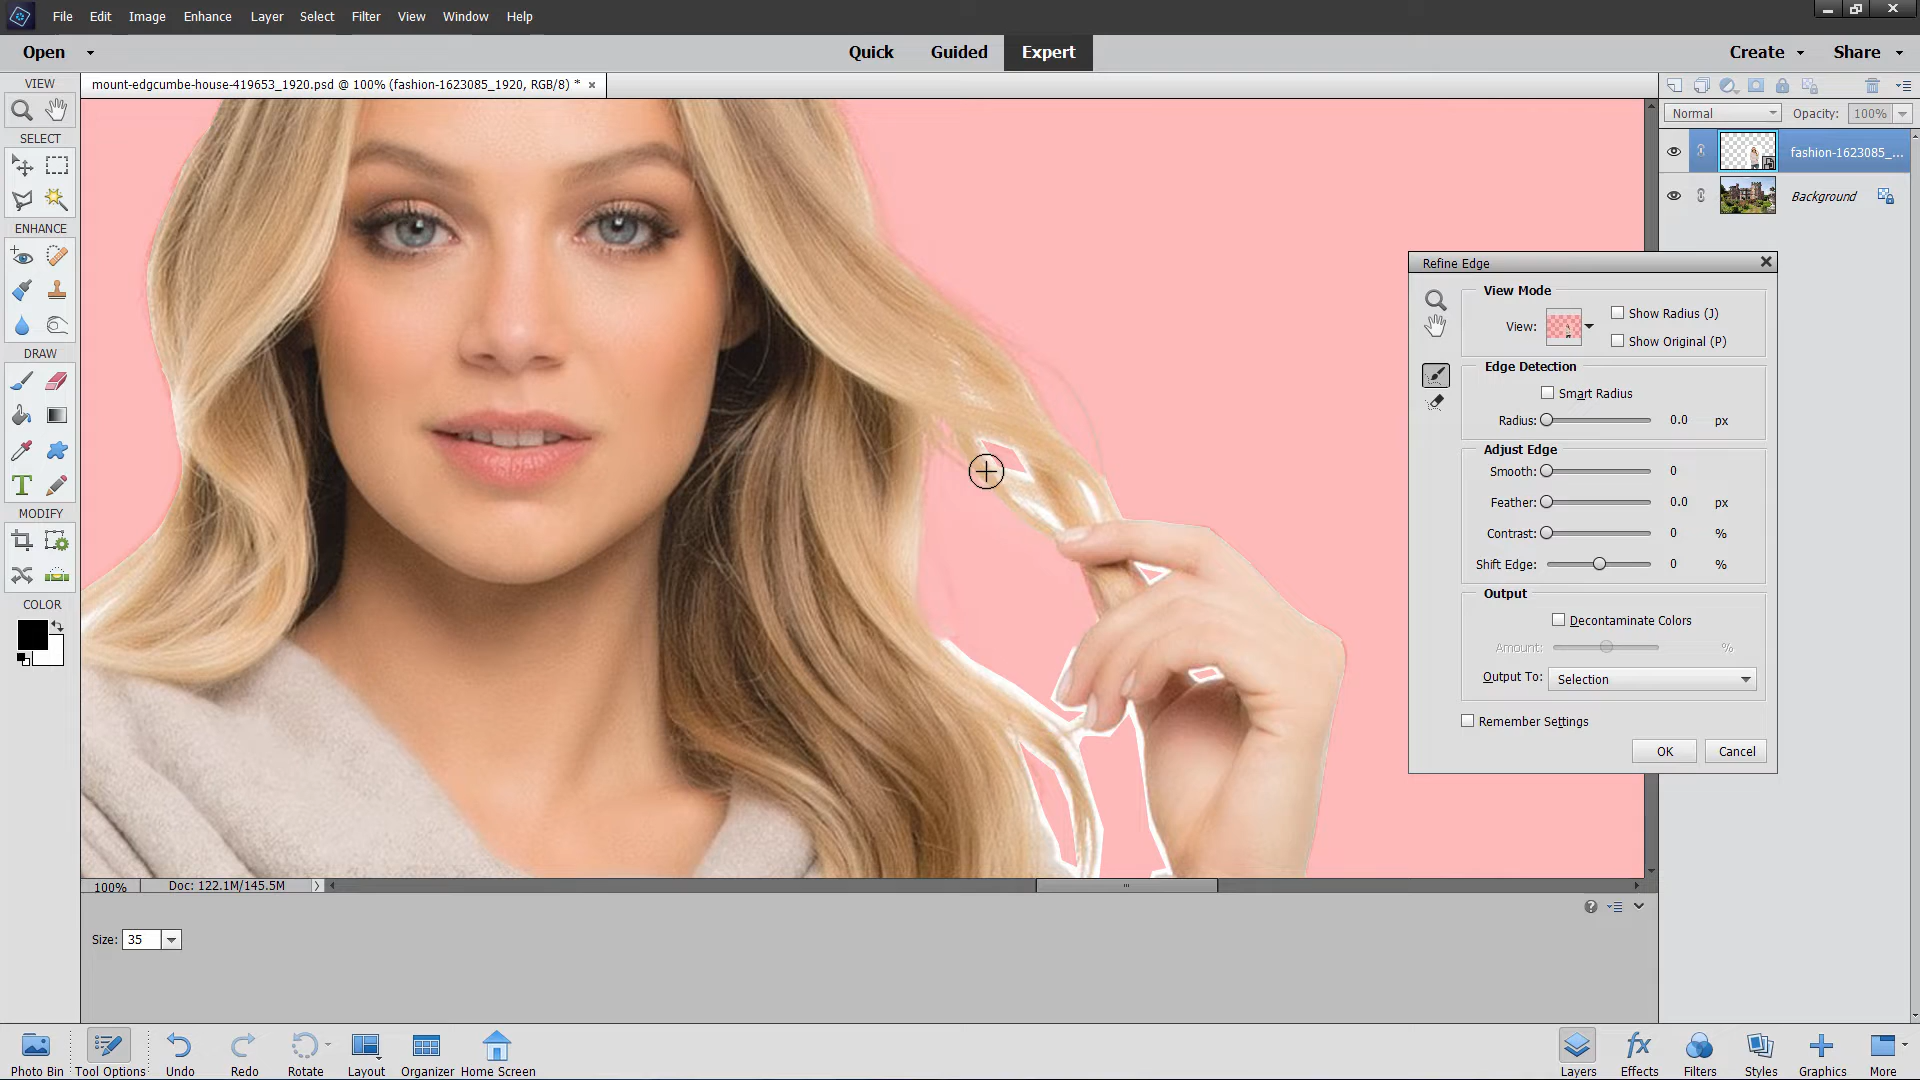 File Edit Image Enhance Layer Select Filter View Window Help
Open Quick Guided Expert Create Share
VIEW
mount-edgcumbe-house-419653_1920.psd @ 100% (fashion-1623085_1920, RGB/8) * ×
Normal Opacity: 100%
SELECT
fashion-1623085_...
Background
ENHANCE
Refine Edge
View Mode
View: Show Radius (J)
Show Original (P)
DRAW
Edge Detection
Smart Radius
Radius: 0.0 px
Adjust Edge
Smooth: 0
Feather: 0.0 px
MODIFY
Contrast: 0 %
Shift Edge: 0 %
Output
COLOR
Decontaminate Colors
Amount: %
Output To: Selection
Remember Settings
OK Cancel
100% Doc: 122.1M/145.5M
Size: 35
Photo Bin Tool Options Undo Redo Rotate Layout Organizer Home Screen Layers Effects Filters Styles Graphics More